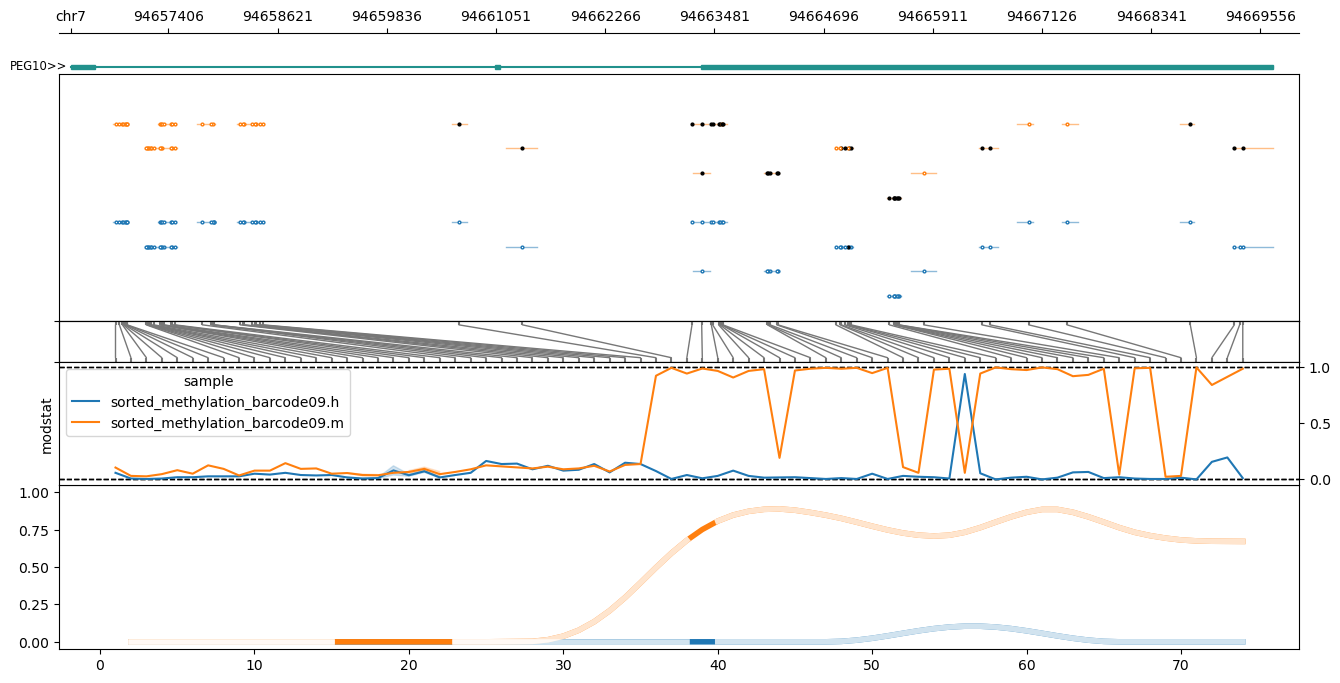 chr7 94657406 94658621 94659836 94661051 94662266 94663481 94664696 94665911 94667126 94668341 94669556
PEG10>>
modstat
sample
sorted_methylation_barcode09.h
sorted_methylation_barcode09.m
1.0
0.5
0.0
1.00
0.75
0.50
0.25
0.00
0 10 20 30 40 50 60 70